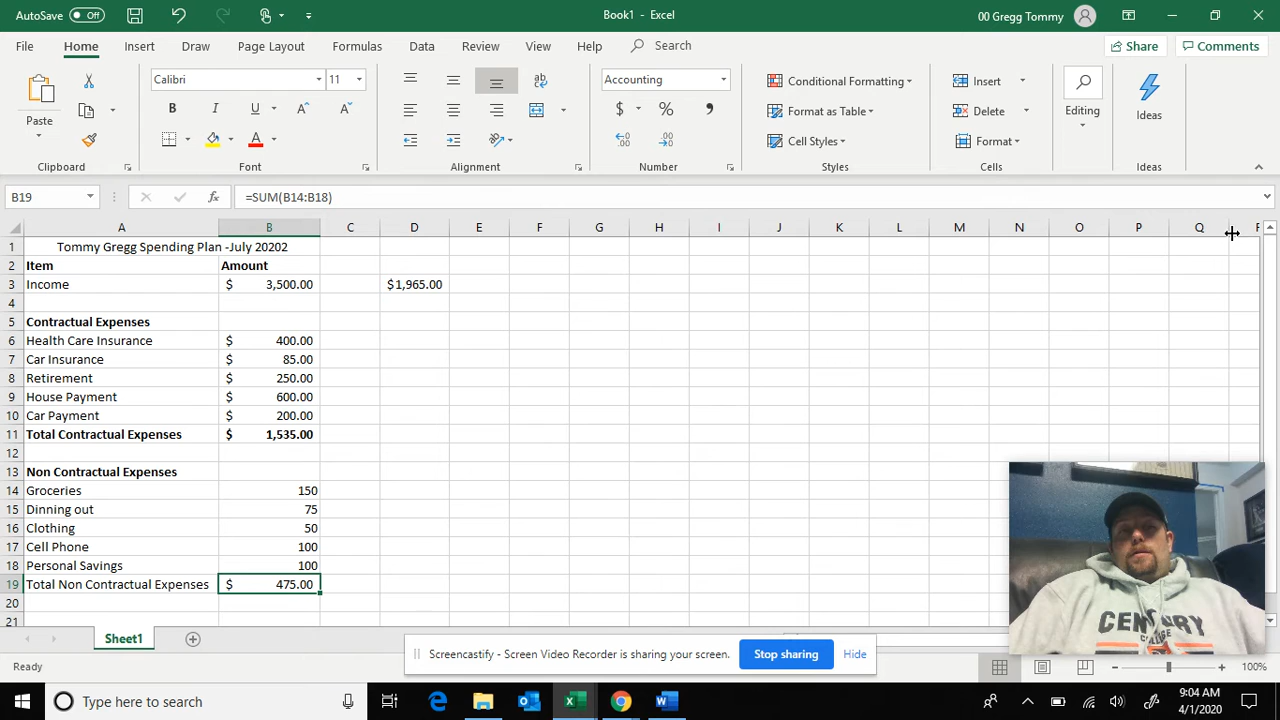 AutoSave Off Book1 - Excel 00 Gregg Tommy
File Home Insert Draw Page Layout Formulas Data Review View Help Search Share Comments
Paste Calibri 11 Accounting Conditional Formatting Insert Editing Ideas
B I U A A A ab $ % , Format as Table Delete
Cell Styles Format
Clipboard Font Alignment Number Styles Cells Ideas
B19 fx =SUM(B14:B18)
A B C D E F G H I J K L M N O P Q
1 Tommy Gregg Spending Plan -July 20202
2 Item Amount
3 Income $ 3,500.00 $1,965.00
4
5 Contractual Expenses
6 Health Care Insurance $ 400.00
7 Car Insurance $ 85.00
8 Retirement $ 250.00
9 House Payment $ 600.00
10 Car Payment $ 200.00
11 Total Contractual Expenses $ 1,535.00
12
13 Non Contractual Expenses
14 Groceries 150
15 Dinning out 75
16 Clothing 50
17 Cell Phone 100
18 Personal Savings 100
19 Total Non Contractual Expenses $ 475.00
20
21
CENTURY
COLLEGE
Sheet1
Screencastify - Screen Video Recorder is sharing your screen. Stop sharing Hide
Ready 100%
Type here to search
9:04 AM
4/1/2020